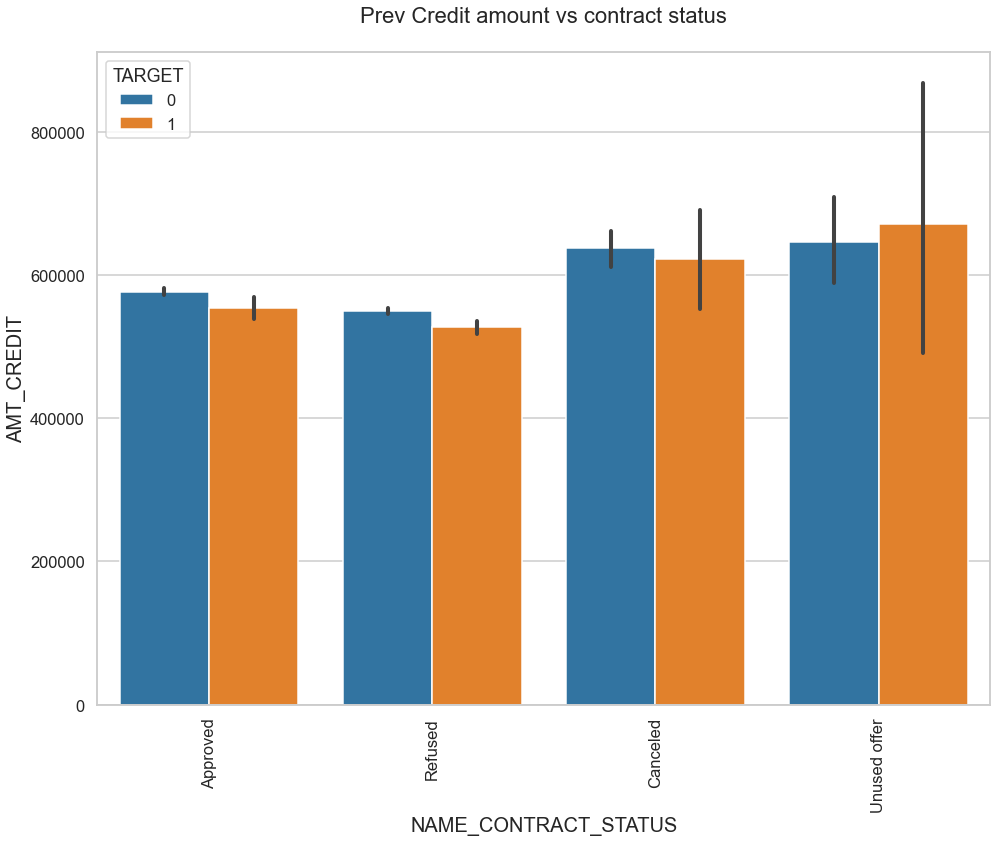 Prev Credit amount vs contract status
TARGET
0
1
800000
600000
400000
200000
0
AMT_CREDIT
Approved
Refused
Canceled
Unused offer
NAME_CONTRACT_STATUS